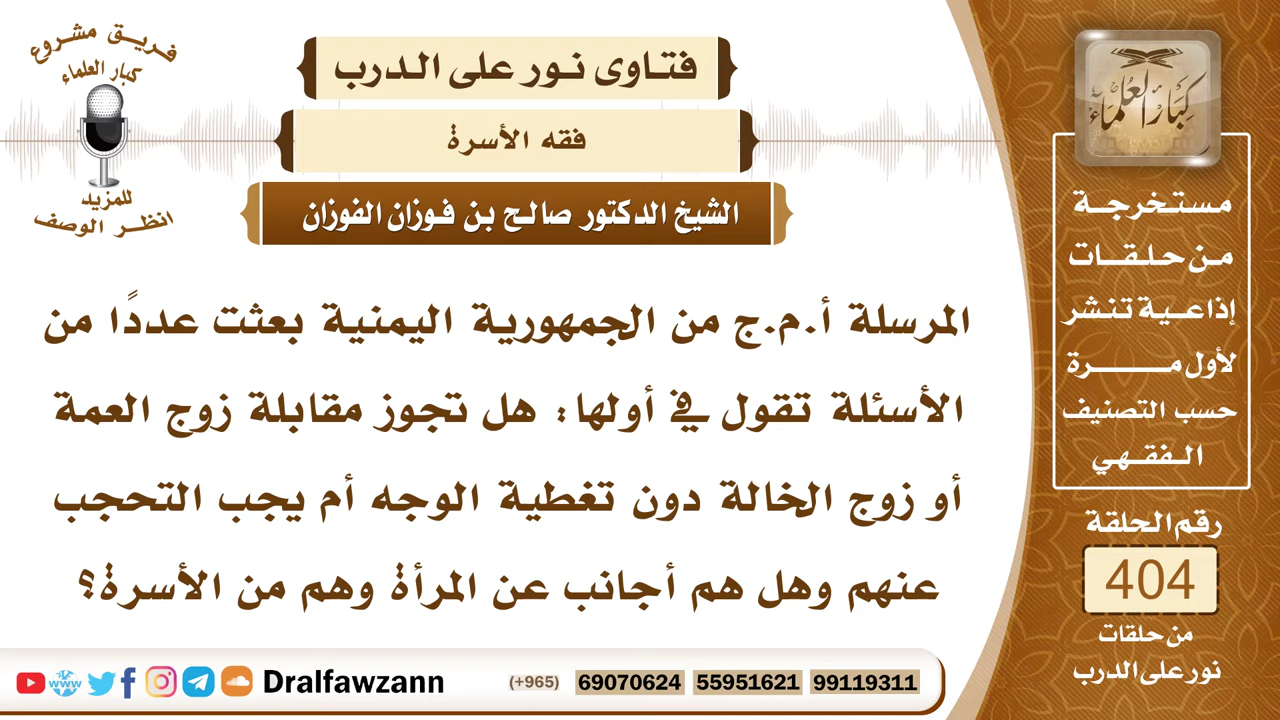 فريق مشروع
كبار العلماء
للمزيد
انظر الوصف
فتاوى نور على الدرب
فقه الأسرة
الشيخ الدكتور صالح بن فوزان الفوزان
المرسلة أ.م.ج من الجمهورية اليمنية بعثت عددًا من
الأسئلة تقول في أولها: هل تجوز مقابلة زوج العمة
أو زوج الخالة دون تغطية الوجه أم يجب التحجب
عنهم وهل هم أجانب عن المرأة وهم من الأسرة؟
كبار العلماء
مستخرجة
من حلقات
إذاعية تنشر
لأول مرة
حسب التصنيف
الفقهي
رقم الحلقة
404
من حلقات
نور على الدرب
www Dralfawzann (+965) 69070624 55951621 99119311